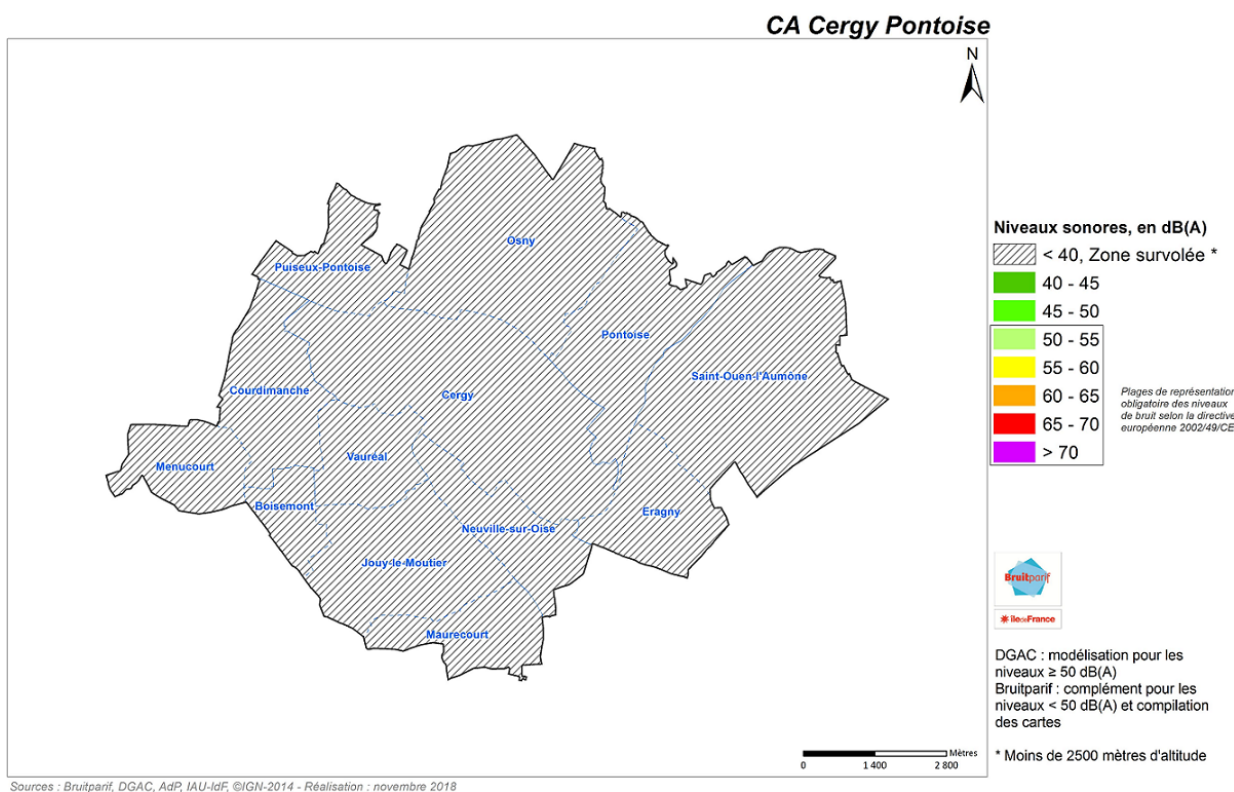 CA Cergy Pontoise
N
Osny
Puiseux-Pontoise
Pontoise
Saint-Ouen-l'Aumône
Courdimanche
Cergy
Vauréal
Menucourt
Boisemont
Neuville-sur-Oise
Eragny
Jouy-le-Moutier
Maurecourt
Niveaux sonores, en dB(A)
< 40, Zone survolée *
40 - 45
45 - 50
50 - 55
55 - 60
60 - 65
65 - 70
> 70
Plages de représentation
obligatoire des niveaux
de bruit selon la directive
européenne 2002/49/CE
Bruitparif
île de France
DGAC : modélisation pour les
niveaux ≥ 50 dB(A)
Bruitparif : complément pour les
niveaux < 50 dB(A) et compilation
des cartes
* Moins de 2500 mètres d'altitude
Mètres
0 1 400 2 800
Sources : Bruitparif, DGAC, AdP, IAU-IdF, ©IGN-2014 - Réalisation : novembre 2018